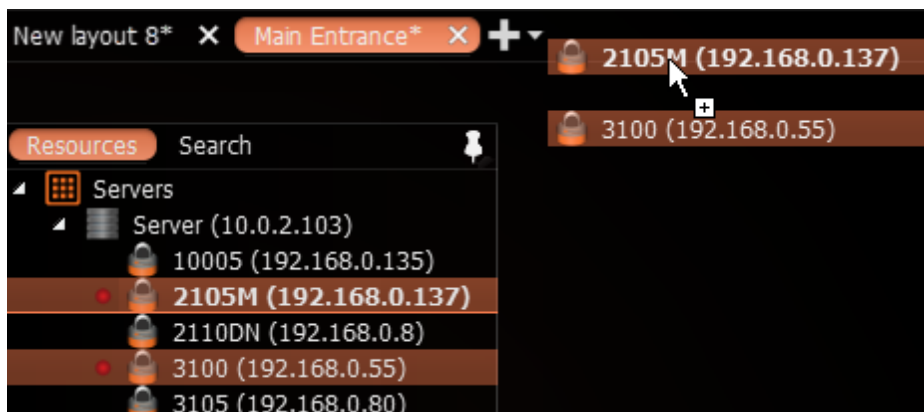 New layout 8* Main Entrance*
2105M (192.168.0.137)
3100 (192.168.0.55)
Resources Search
Servers
Server (10.0.2.103)
10005 (192.168.0.135)
2105M (192.168.0.137)
2110DN (192.168.0.8)
3100 (192.168.0.55)
3105 (192.168.0.80)